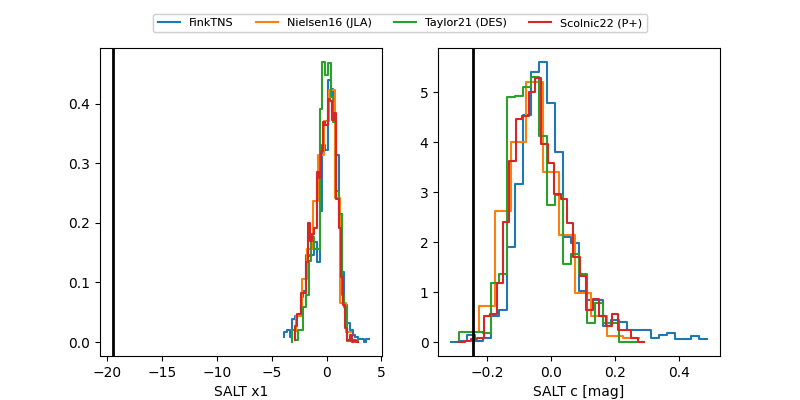 FinkTNS Nielsen16 (JLA) Taylor21 (DES) Scolnic22 (P+)
0.4
0.3
0.2
0.1
0.0
−20 −15 −10 −5 0 5
SALT x1
5
4
3
2
1
0
−0.2 0.0 0.2 0.4
SALT c [mag]